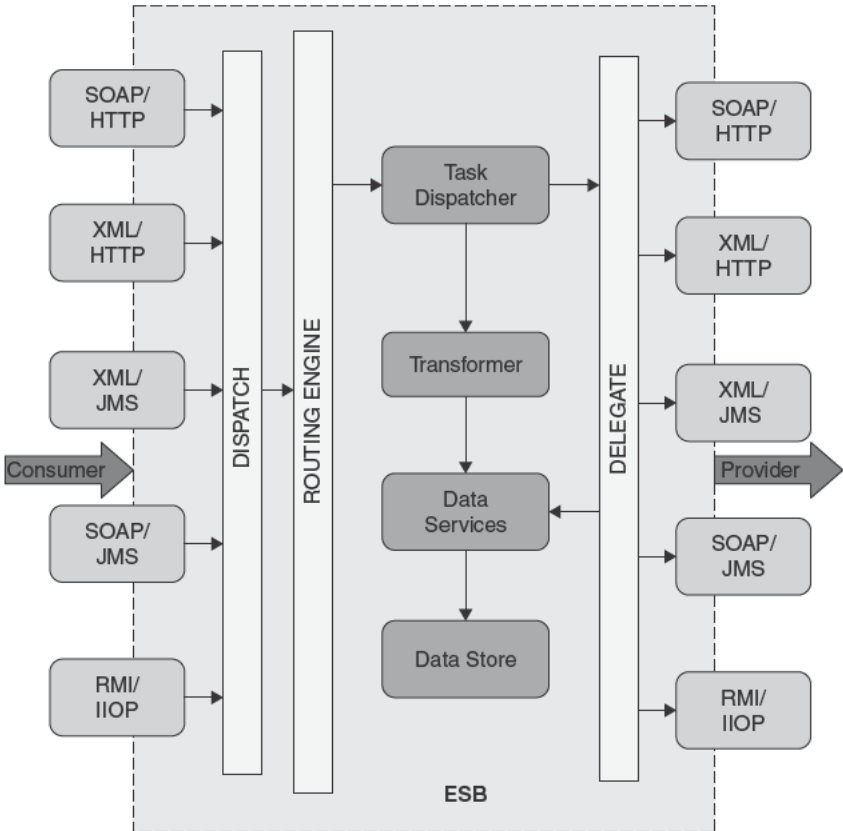 SOAP/
HTTP
XML/
HTTP
XML/
JMS
Consumer
SOAP/
JMS
RMI/
IIOP
DISPATCH
ROUTING ENGINE
Task
Dispatcher
Transformer
Data
Services
Data Store
DELEGATE
SOAP/
HTTP
XML/
HTTP
XML/
JMS
Provider
SOAP/
JMS
RMI/
IIOP
ESB